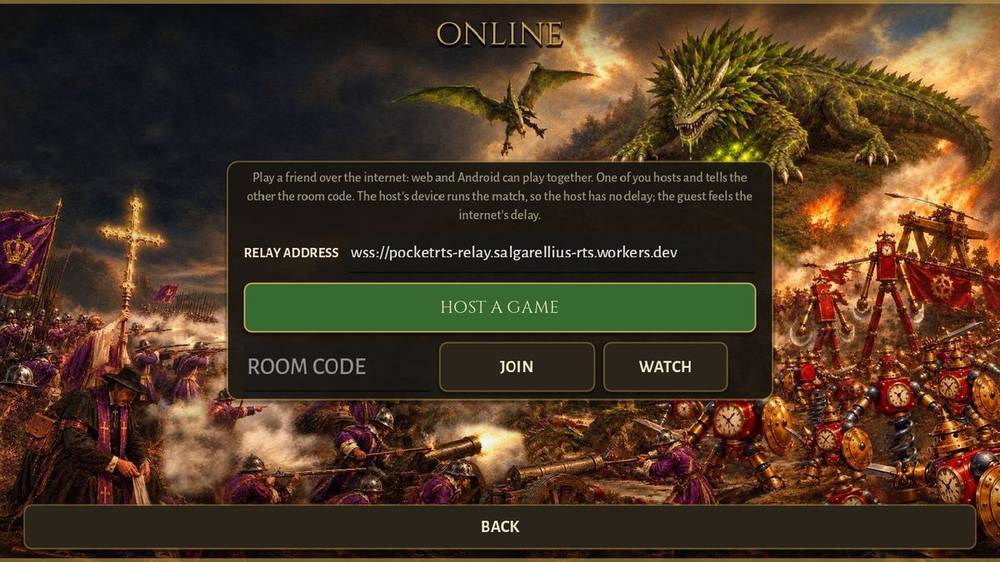 ONLINE
Play a friend over the internet: web and Android can play together. One of you hosts and tells the
other the room code. The host's device runs the match, so the host has no delay; the guest feels the
internet's delay.
RELAY ADDRESS wss://pocketrts-relay.salgarellius-rts.workers.dev
HOST A GAME
ROOM CODE JOIN WATCH
BACK